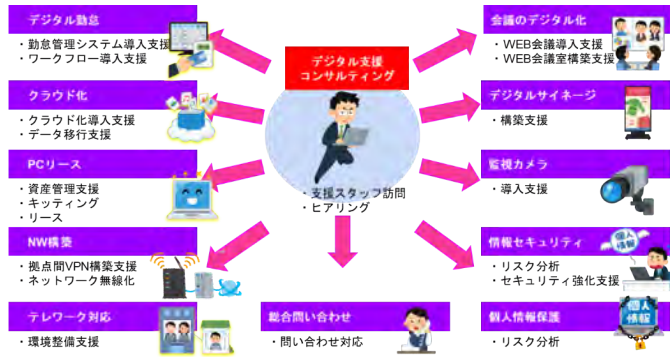 デジタル勤怠
・勤怠管理システム導入支援
・ワークフロー導入支援
クラウド化
・クラウド化導入支援
・データ移行支援
PCリース
・資産管理支援
・キッティング
・リース
NW構築
・拠点間VPN構築支援
・ネットワーク無線化
テレワーク対応
・環境整備支援
デジタル支援
コンサルティング
・支援スタッフ訪問
・ヒアリング
総合問い合わせ
・問い合わせ対応
会議のデジタル化
・WEB会議導入支援
・WEB会議室構築支援
デジタルサイネージ
・構築支援
監視カメラ
・導入支援
情報セキュリティ
・リスク分析
・セキュリティ強化支援
個人
情報
個人情報保護
・リスク分析
個人
情報